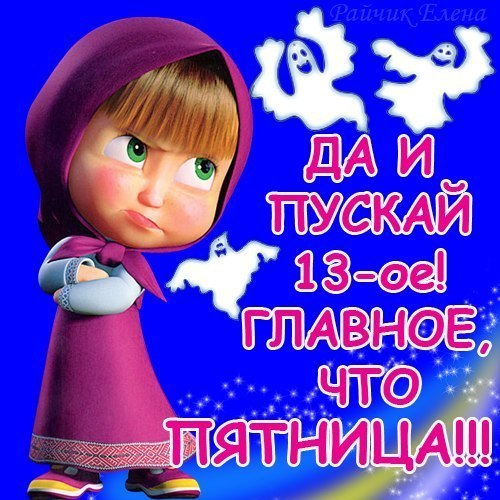 Райчик Елена
ДА И
ПУСКАЙ
13-ое!
ГЛАВНОЕ,
ЧТО
ПЯТНИЦА!!!